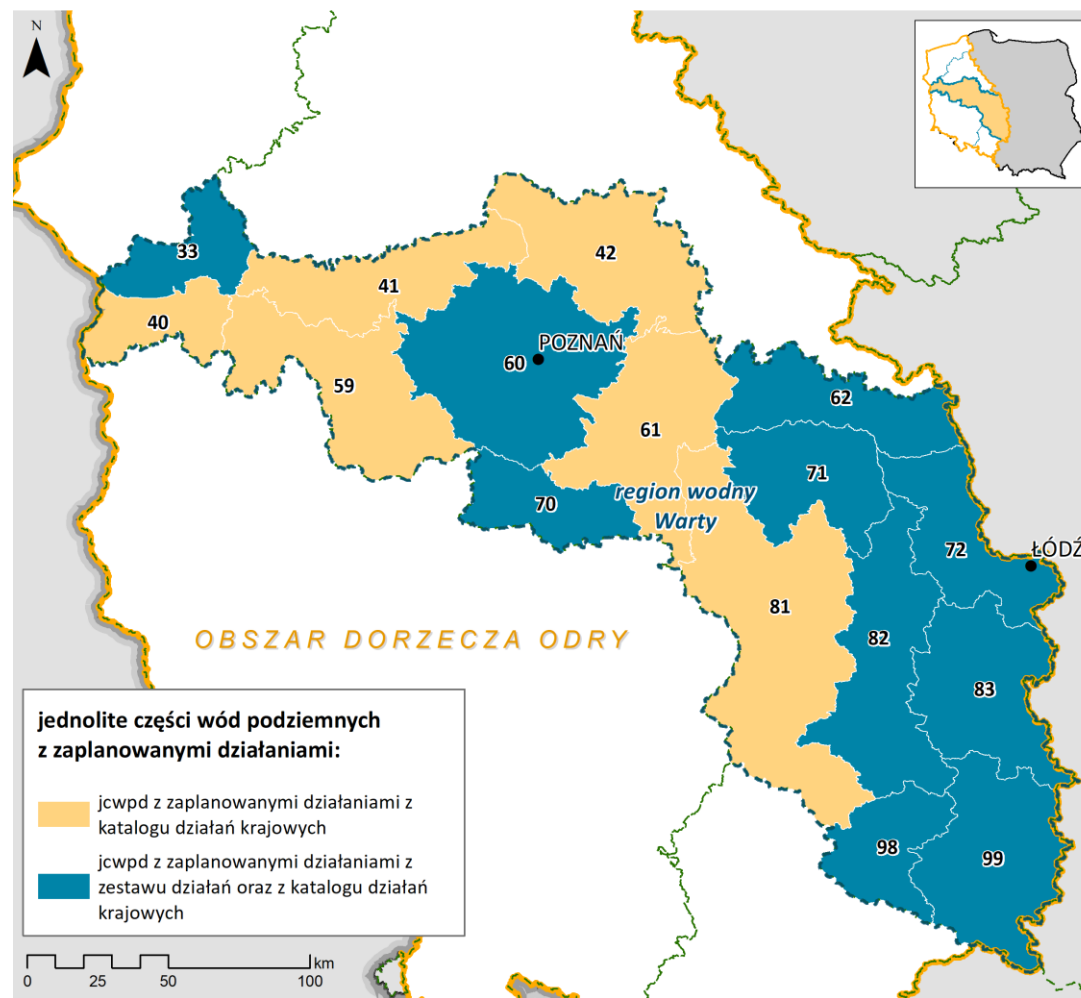 N
33
42
41
40
POZNAŃ
60
59
62
61
71
region wodny
Warty
70
72
ŁÓDŹ
81
82
OBSZAR DORZECZA ODRY
83
98
99
jednolite części wód podziemnych
z zaplanowanymi działaniami:
jcwpd z zaplanowanymi działaniami z
katalogu działań krajowych
jcwpd z zaplanowanymi działaniami z
zestawu działań oraz z katalogu działań
krajowych
km
0 25 50 100